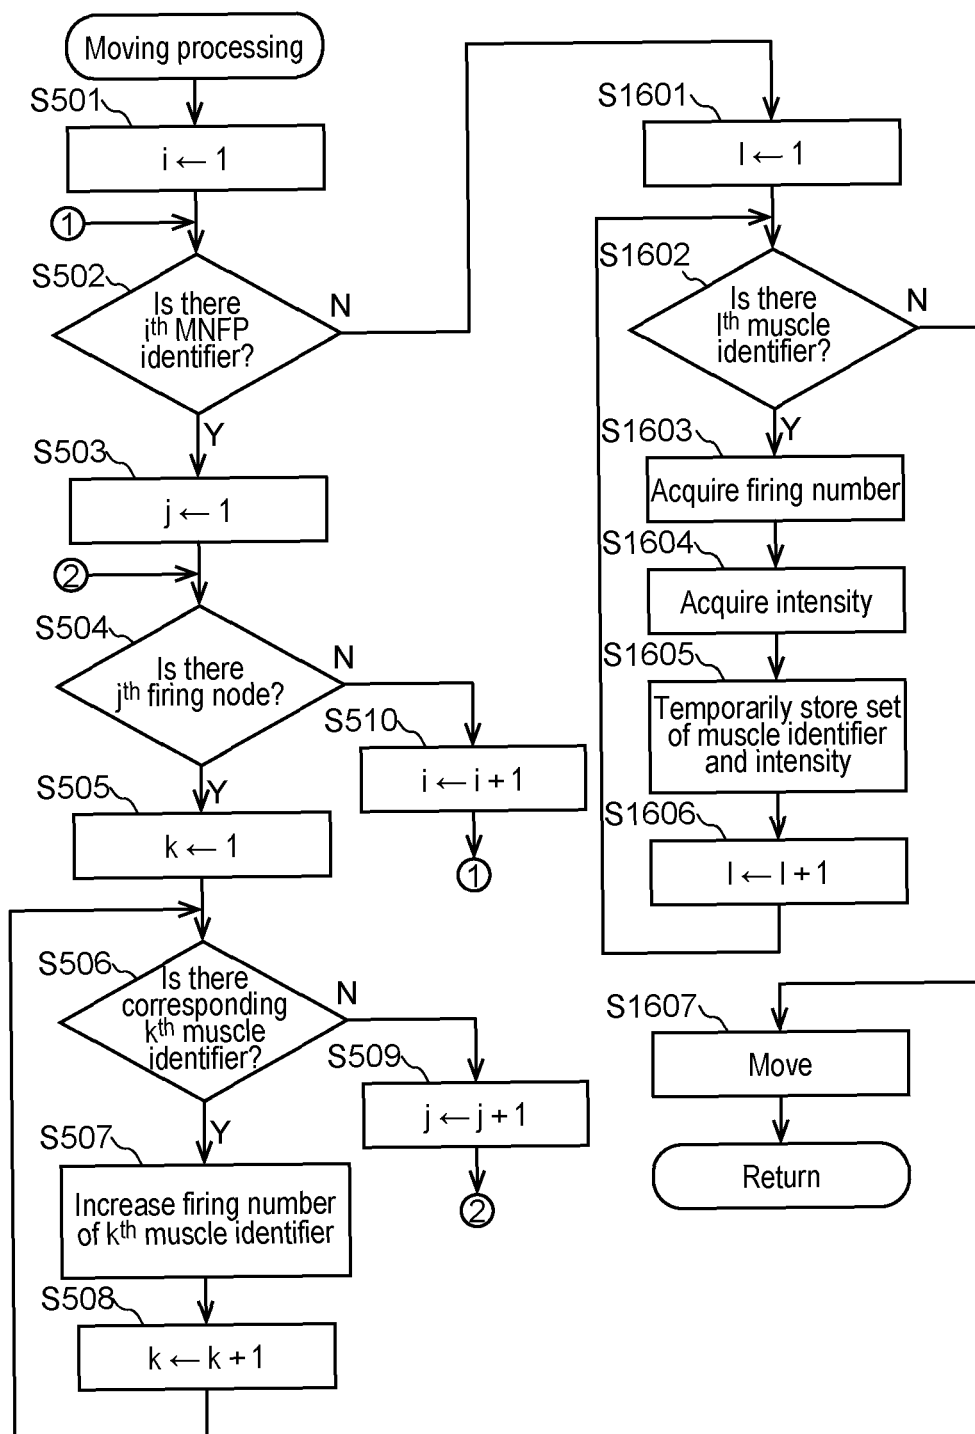 Moving processing
S501
i ← 1
1
S502
Is there
ith MNFP
identifier?
N
Y
S503
j ← 1
2
S504
Is there
jth firing node?
N
Y
S510
i ← i + 1
1
S505
k ← 1
S506
Is there
corresponding
kth muscle
identifier?
N
Y
S509
j ← j + 1
2
S507
Increase firing number
of kth muscle identifier
S508
k ← k + 1
S1601
l ← 1
S1602
Is there
lth muscle
identifier?
N
Y
S1603
Acquire firing number
S1604
Acquire intensity
S1605
Temporarily store set
of muscle identifier
and intensity
S1606
l ← l + 1
S1607
Move
Return